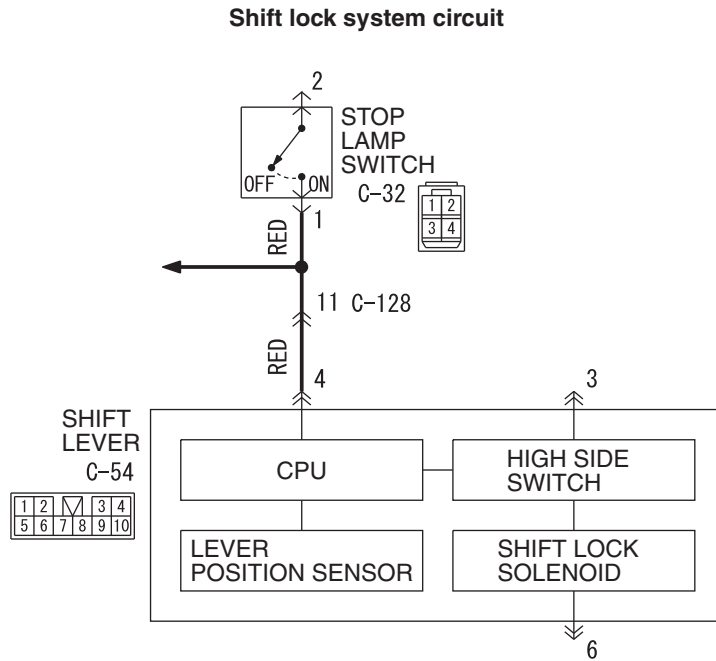 Shift lock system circuit
2
STOP
LAMP
SWITCH
OFF ON
C-32
1 2
3 4
1
RED
11 C-128
RED
4
3
SHIFT
LEVER
C-54
1 2 3 4
5 6 7 8 9 10
CPU
HIGH SIDE
SWITCH
LEVER
POSITION SENSOR
SHIFT LOCK
SOLENOID
6